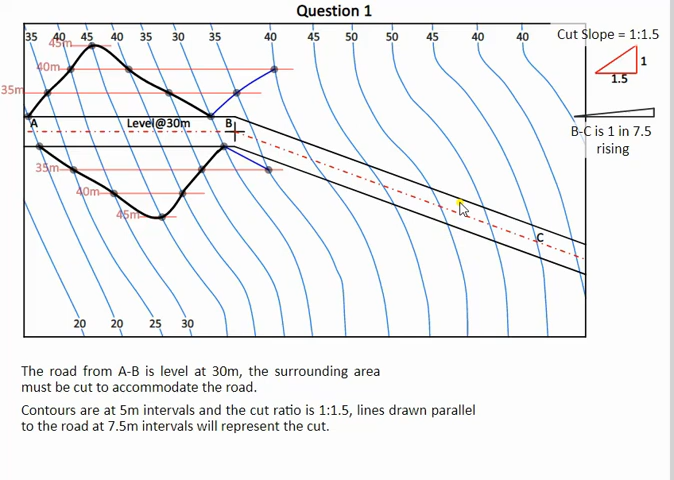 Question 1
35 40 45 40 35 30 35 40 45 50 50 45 40 40
Cut Slope = 1:1.5
1
1.5
45m
40m
35m
A Level@30m B
B-C is 1 in 7.5
rising
35m
40m
45m
C
20 20 25 30
The road from A-B is level at 30m, the surrounding area
must be cut to accommodate the road.
Contours are at 5m intervals and the cut ratio is 1:1.5, lines drawn parallel
to the road at 7.5m intervals will represent the cut.